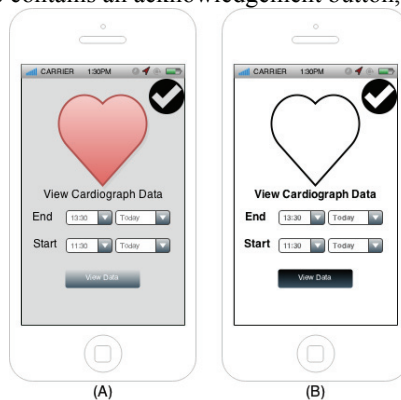 contains an acknowledgement button,
CARRIER 1:30PM
View Cardiograph Data
End 13:30 Today
Start 11:30 Today
View Data
(A)
CARRIER 1:30PM
View Cardiograph Data
End 13:30 Today
Start 11:30 Today
View Data
(B)